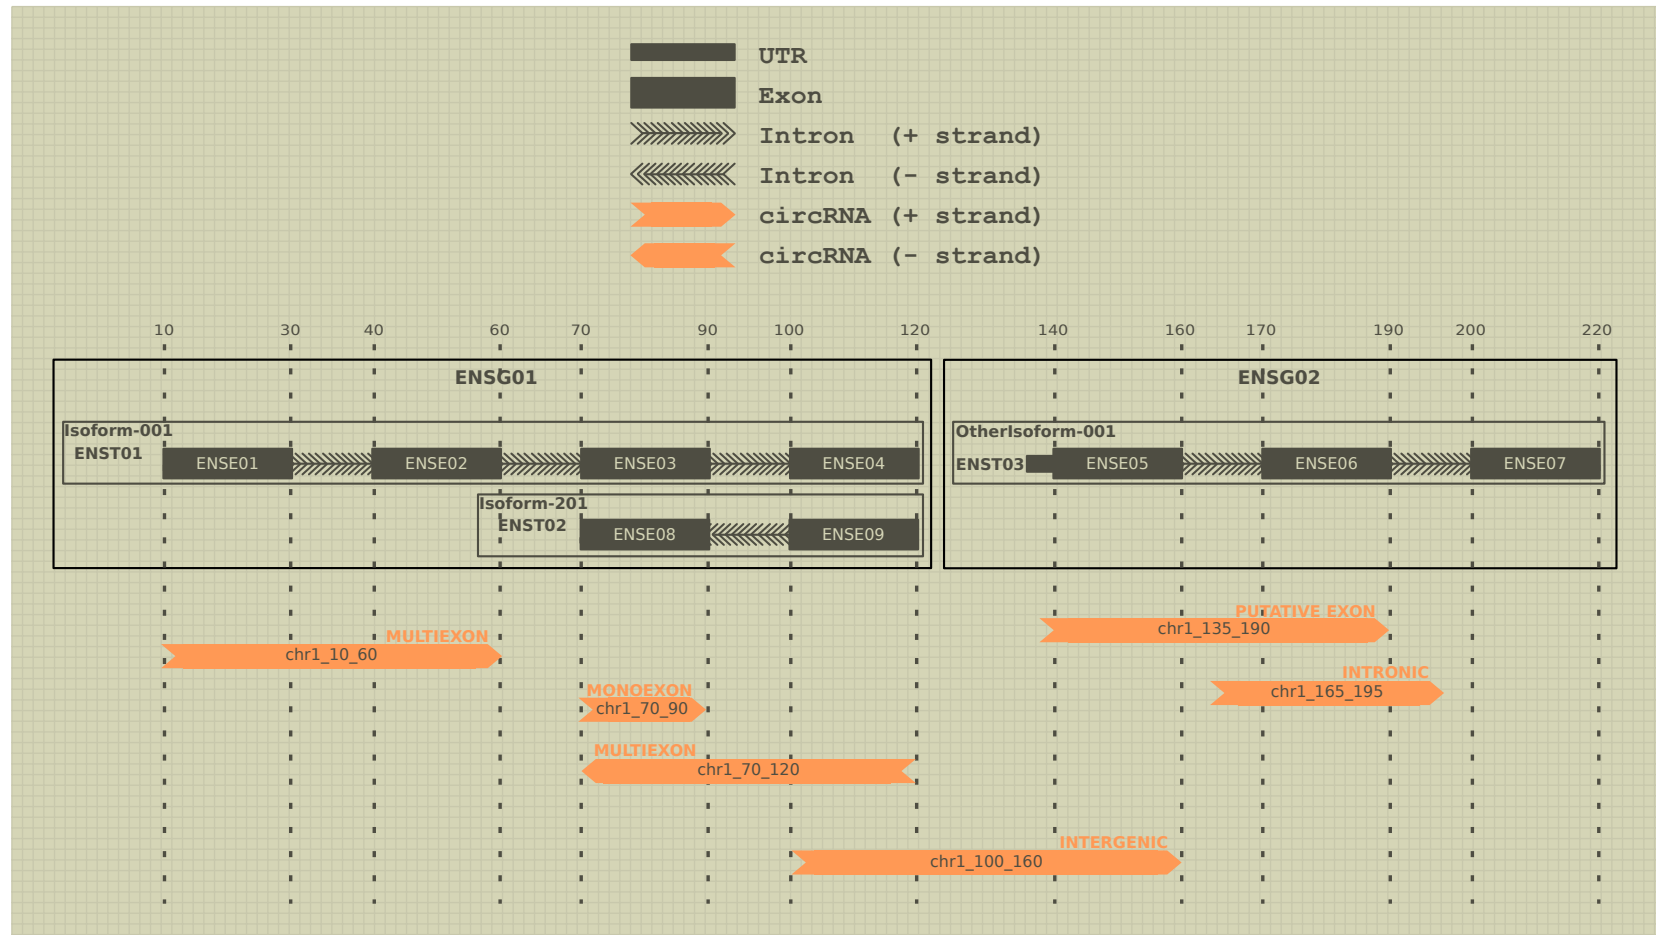 UTR
Exon
Intron (+ strand)
Intron (- strand)
circRNA (+ strand)
circRNA (- strand)
10 30 40 60 70 90 100 120 140 160 170 190 200 220
ENSG01 ENSG02
Isoform-001 OtherIsoform-001
ENST01 ENSE01 ENSE02 ENSE03 ENSE04 ENST03 ENSE05 ENSE06 ENSE07
Isoform-201
ENST02
ENSE08 ENSE09
PUTATIVE EXON
chr1_135_190
MULTIEXON
chr1_10_60
INTRONIC
chr1_165_195
MONOEXON
chr1_70_90
MULTIEXON
chr1_70_120
INTERGENIC
chr1_100_160